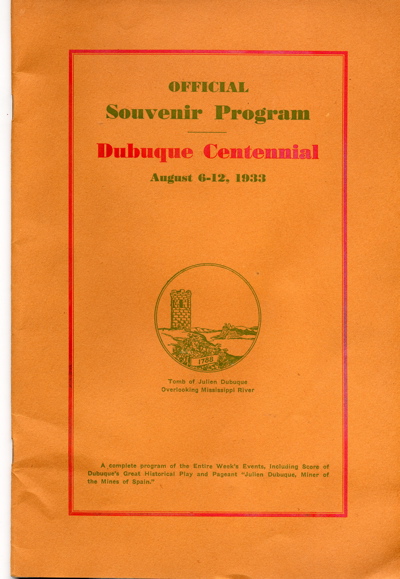 OFFICIAL
Souvenir Program
Dubuque Centennial
August 6-12, 1933
1788
Tomb of Julien Dubuque
Overlooking Mississippi River
A complete program of the Entire Week's Events, Including Score of
Dubuque's Great Historical Play and Pageant "Julien Dubuque, Miner of
the Mines of Spain."